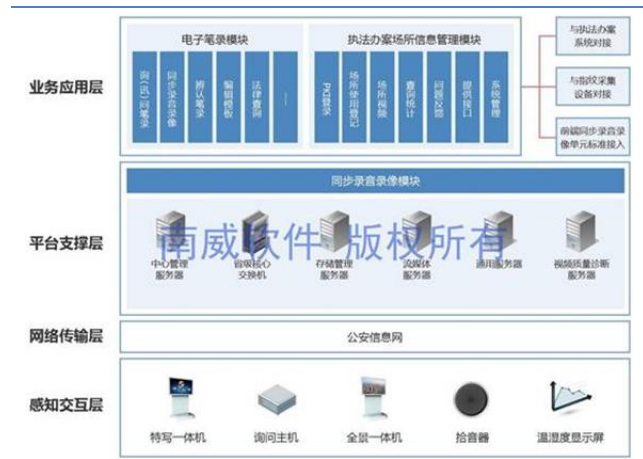 业务应用层
电子笔录模块
询(讯)问笔录
同步录音录像
辨认笔录
编辑模板
法律查询
……
执法办案场所信息管理模块
PKI登录
场所使用登记
场所视频
查询统计
问题反馈
提供接口
系统管理
与执法办案
系统对接
与指纹采集
设备对接
前端同步录音录
像单元标准接入
平台支撑层
同步录音录像模块
南威软件 版权所有
中心管理
服务器
省级核心
交换机
存储管理
服务器
流媒体
服务器
通用服务器
视频质量诊断
服务器
网络传输层
公安信息网
感知交互层
特写一体机
询问主机
全景一体机
拾音器
温湿度显示屏